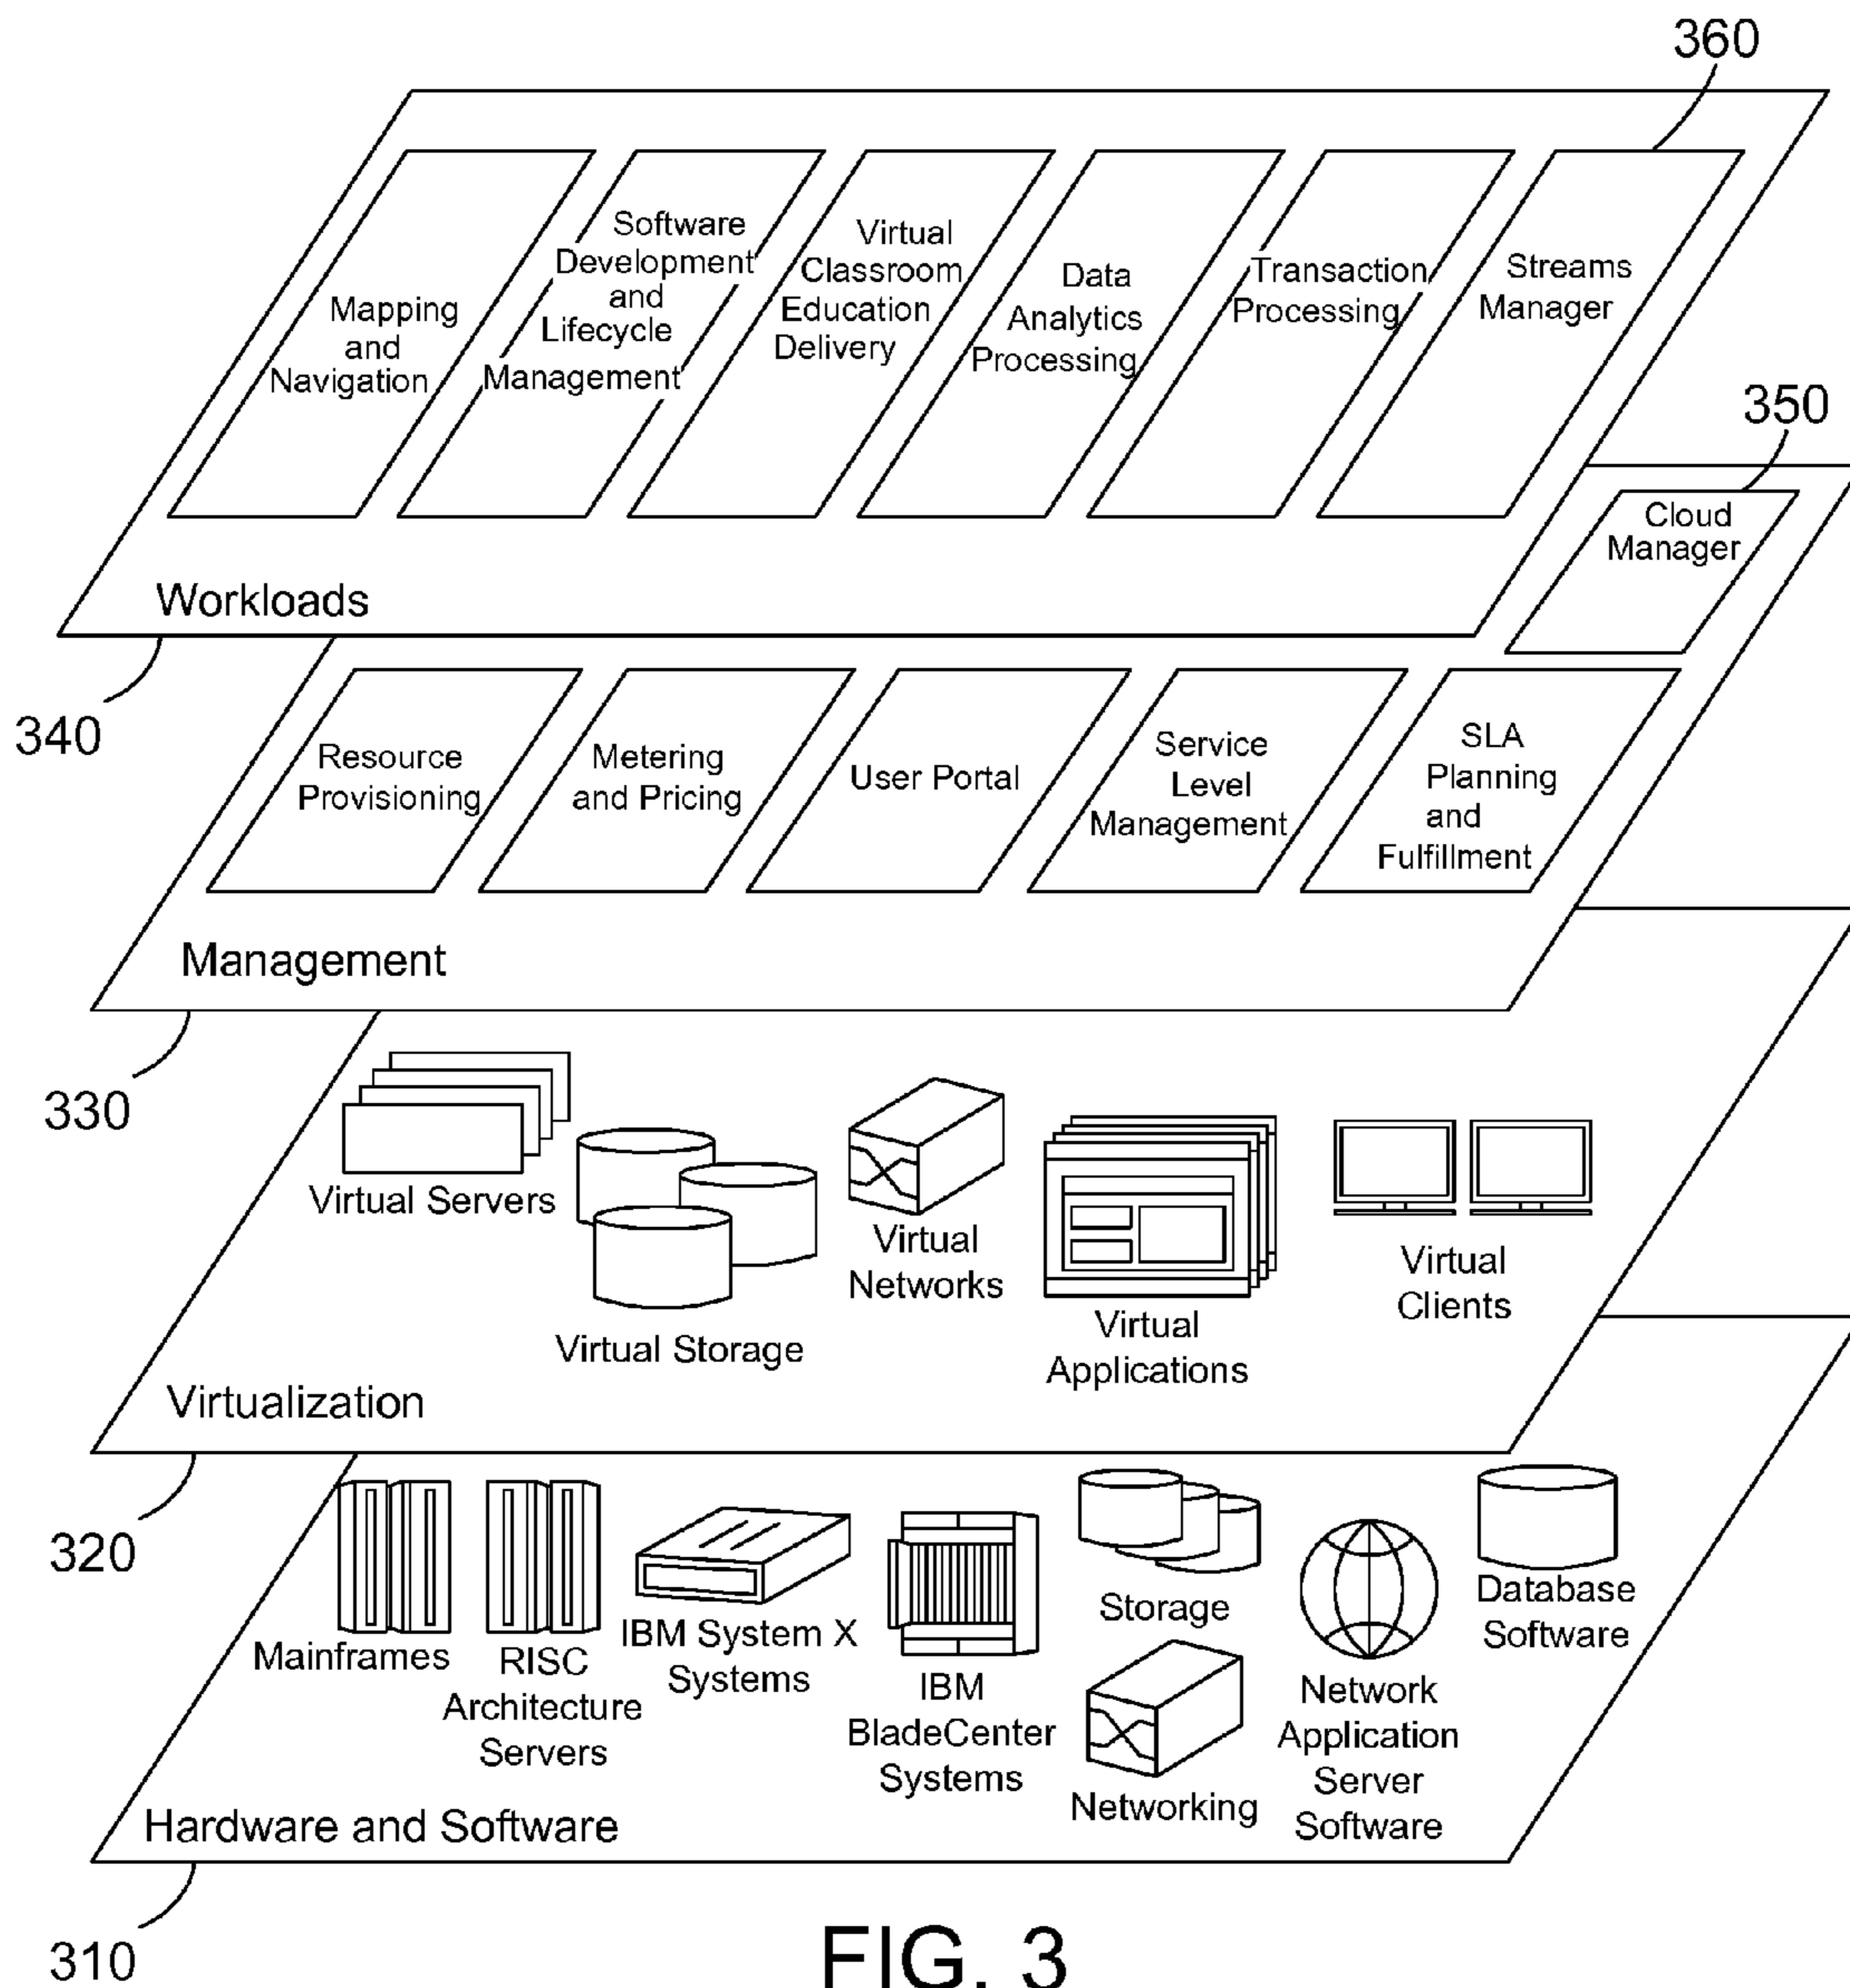 360
Mapping
and
Navigation
Software
Development
and
Lifecycle
Management
Virtual
Classroom
Education
Delivery
Data
Analytics
Processing
Transaction
Processing
Streams
Manager
350
Cloud
Manager
Workloads
340
Resource
Provisioning
Metering
and Pricing
User Portal
Service
Level
Management
SLA
Planning
and
Fulfillment
Management
330
Virtual Servers
Virtual Storage
Virtual
Networks
Virtual
Applications
Virtual
Clients
Virtualization
320
Mainframes
RISC
Architecture
Servers
IBM System X
Systems
IBM
BladeCenter
Systems
Storage
Networking
Network
Application
Server
Software
Database
Software
Hardware and Software
310
FIG. 3